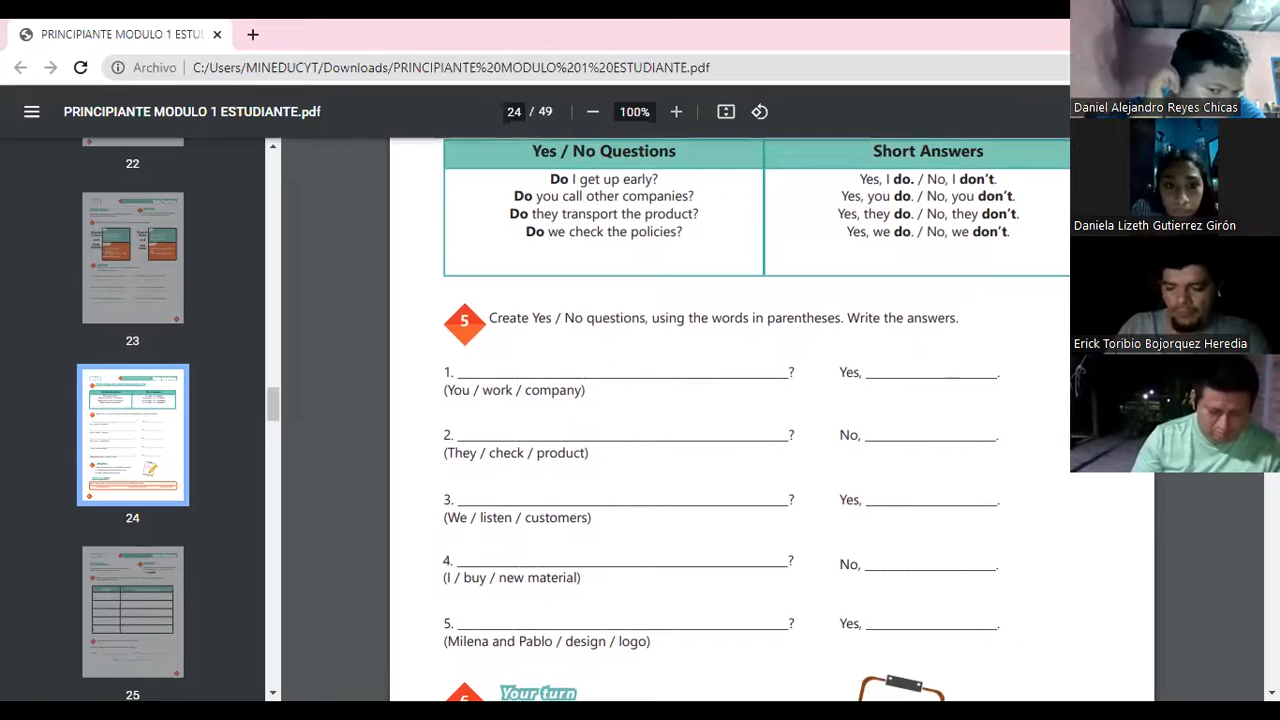 PRINCIPIANTE MODULO 1 ESTU
Archivo
C:/Users/MINEDUCYT/Downloads/PRINCIPIANTE%20MODULO%201%20ESTUDIANTE.pdf
PRINCIPIANTE MODULO 1 ESTUDIANTE.pdf
24 / 49
100%
22
23
24
25
Yes / No Questions
Do I get up early?
Do you call other companies?
Do they transport the product?
Do we check the policies?
Short Answers
Yes, I do. / No, I don't.
Yes, you do. / No, you don't.
Yes, they do. / No, they don't.
Yes, we do. / No, we don't.
5 Create Yes / No questions, using the words in parentheses. Write the answers.
1. ? Yes, .
(You / work / company)
2. ? No, .
(They / check / product)
3. ? Yes, .
(We / listen / customers)
4. ? No, .
(I / buy / new material)
5. ? Yes, .
(Milena and Pablo / design / logo)
6 Your turn
Daniel Alejandro Reyes Chicas
Daniela Lizeth Gutierrez Girón
Erick Toribio Bojorquez Heredia